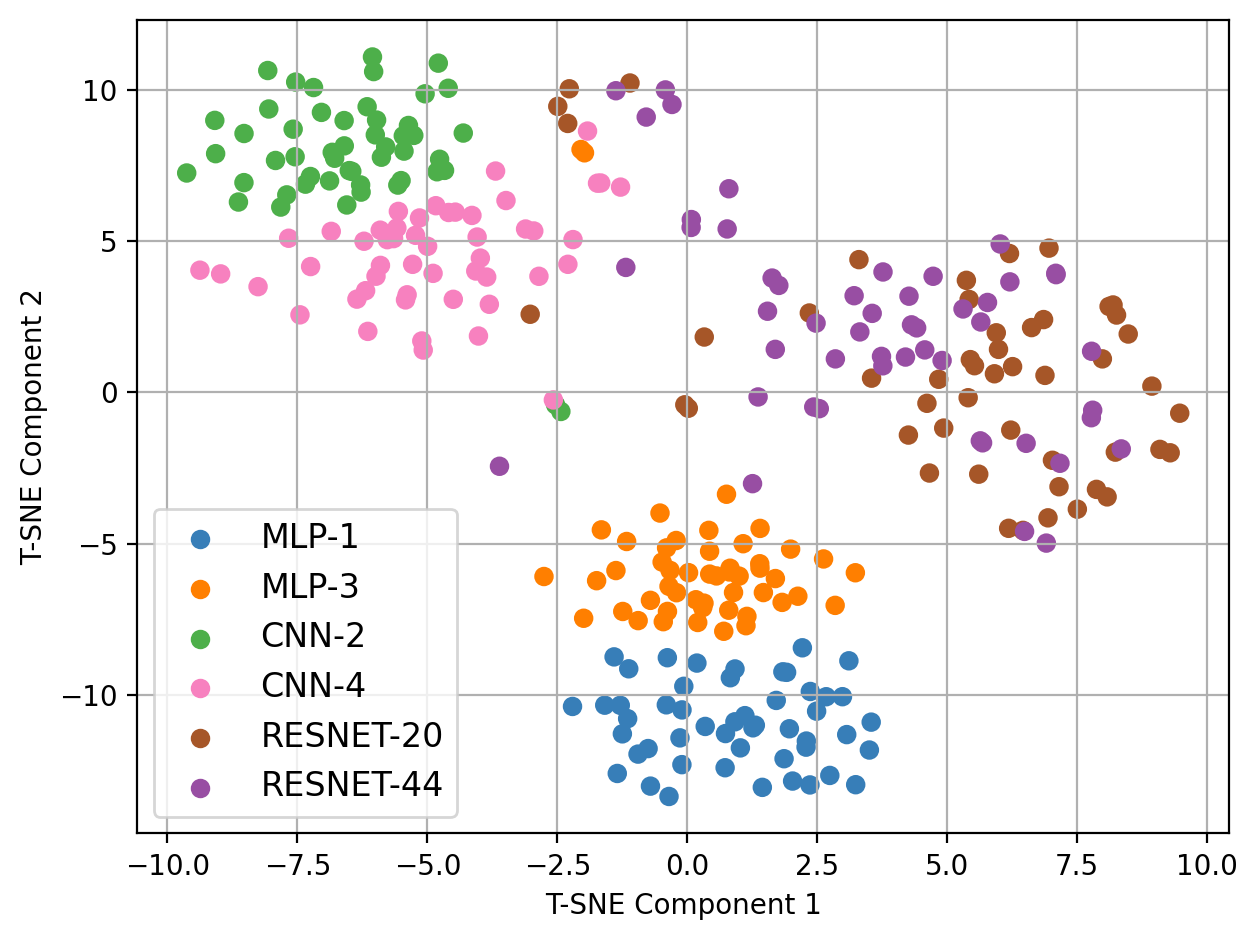 10
5
0
−5
−10
T-SNE Component 2
MLP-1
MLP-3
CNN-2
CNN-4
RESNET-20
RESNET-44
−10.0 −7.5 −5.0 −2.5 0.0 2.5 5.0 7.5 10.0
T-SNE Component 1